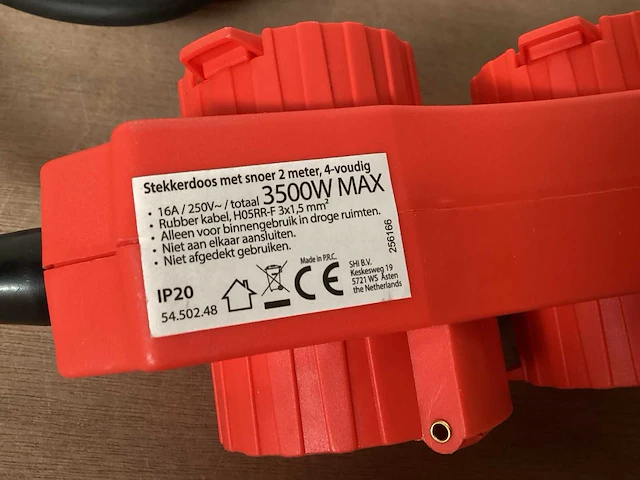 Stekkerdoos met snoer 2 meter, 4-voudig
• 16A / 250V~ / totaal 3500W MAX
• Rubber kabel, H05RR-F 3x1,5 mm²
• Alleen voor binnengebruik in droge ruimten.
• Niet aan elkaar aansluiten.
• Niet afgedekt gebruiken.
256166
IP20
54.502.48
Made in P.R.C.
CE
SHI B.V.
Keskesweg 19
5721 WS Asten
the Netherlands